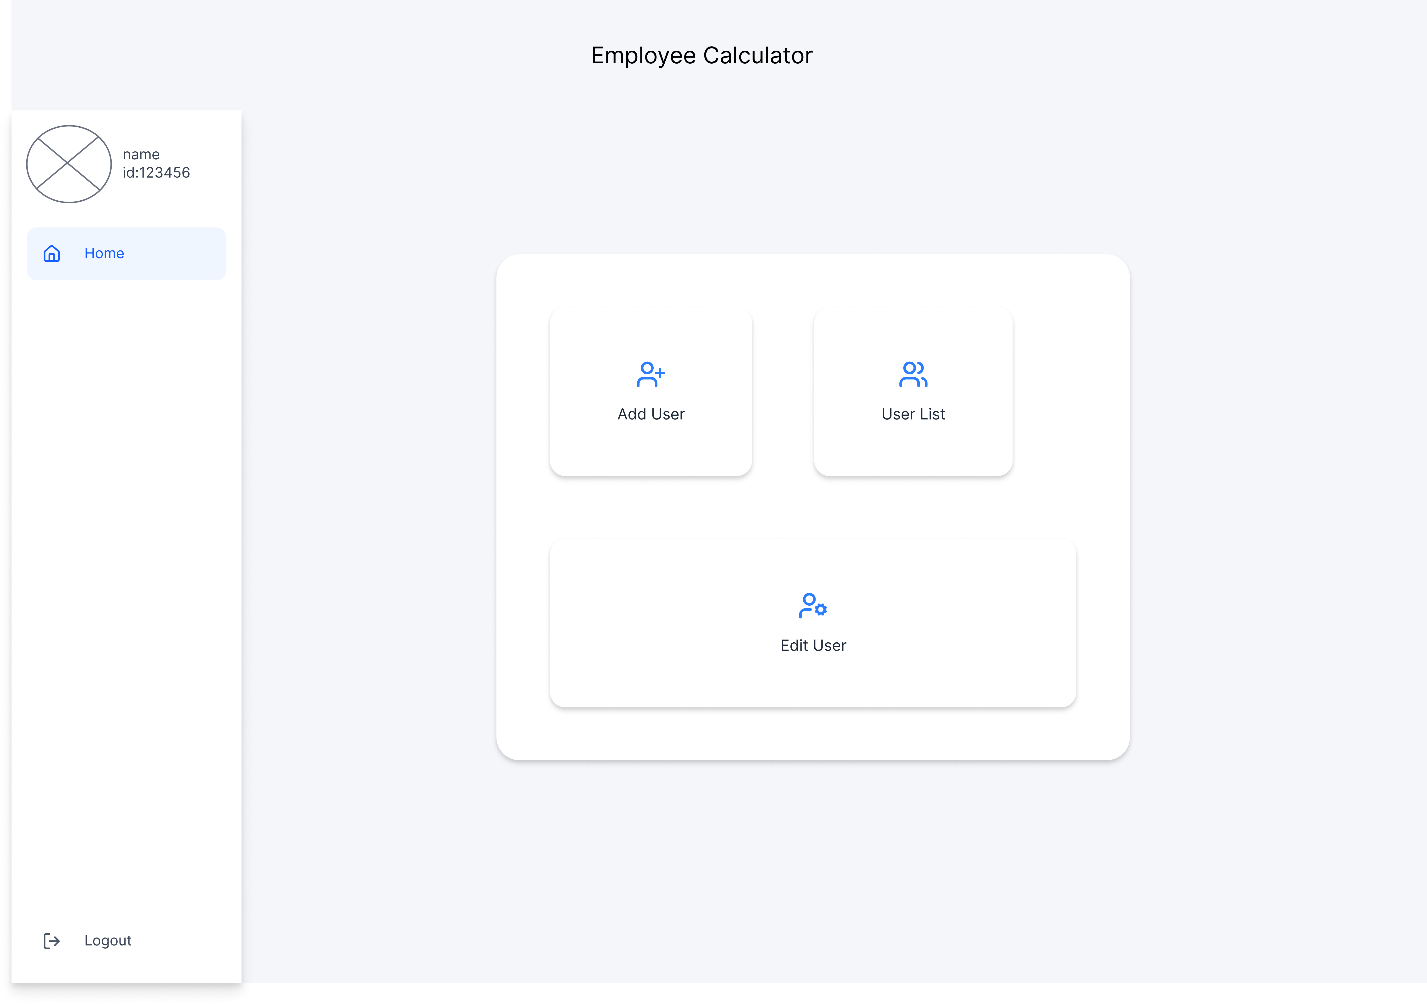 Employee Calculator
name
id:123456
Home
Add User
User List
Edit User
Logout